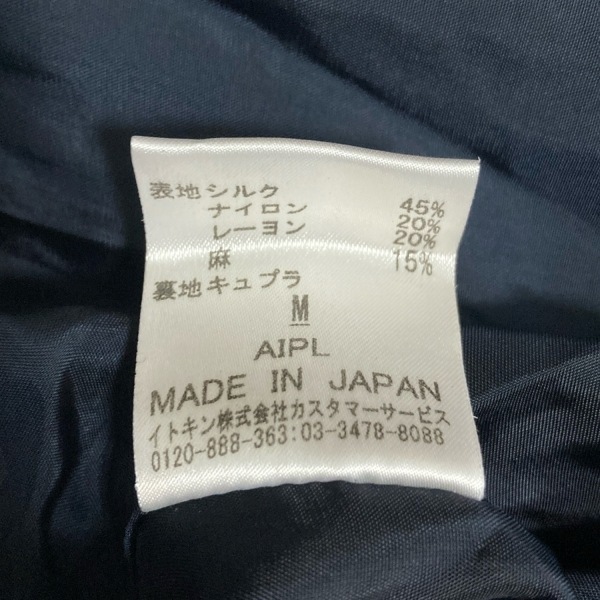 表地シルク 45%
ナイロン 20%
レーヨン 20%
麻 15%
裏地キュプラ
M
AIPL
MADE IN JAPAN
イトキン株式会社カスタマーサービス
0120-888-363:03-3478-8088